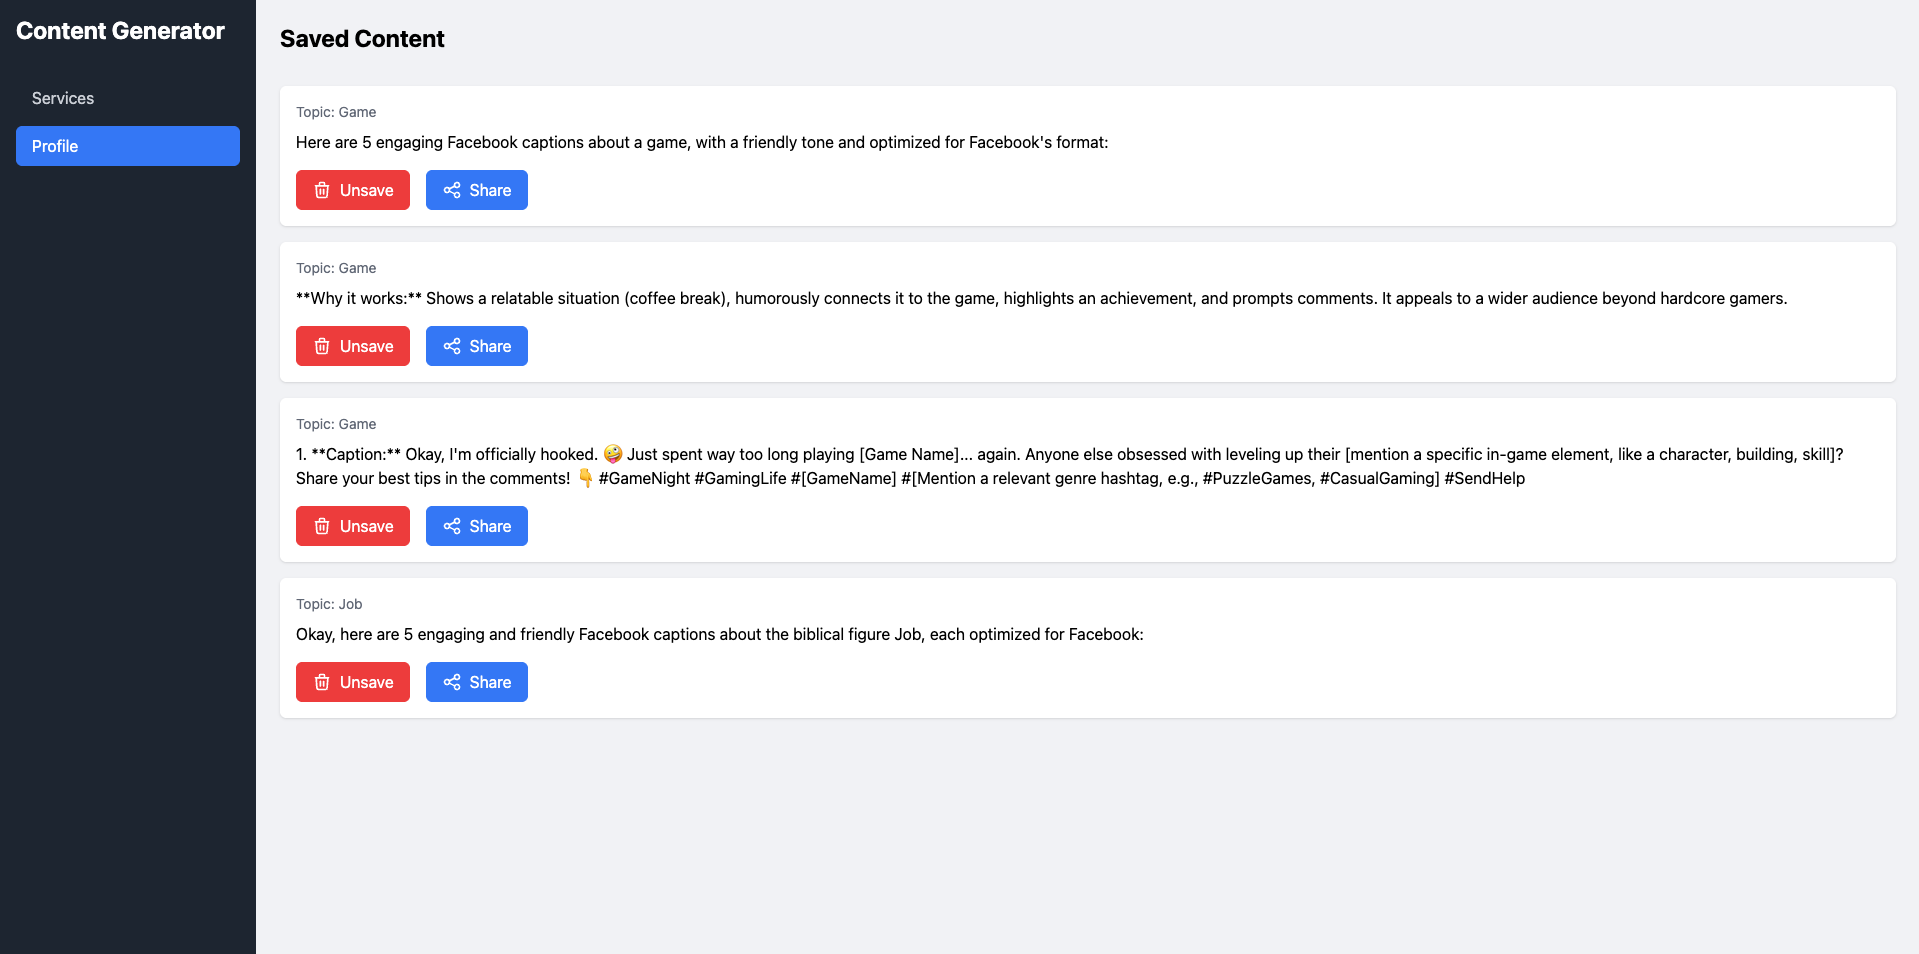 Content Generator
Services
Profile
Saved Content
Topic: Game
Here are 5 engaging Facebook captions about a game, with a friendly tone and optimized for Facebook's format:
Unsave
Share
Topic: Game
**Why it works:** Shows a relatable situation (coffee break), humorously connects it to the game, highlights an achievement, and prompts comments. It appeals to a wider audience beyond hardcore gamers.
Unsave
Share
Topic: Game
1. **Caption:** Okay, I'm officially hooked. 🤪 Just spent way too long playing [Game Name]... again. Anyone else obsessed with leveling up their [mention a specific in-game element, like a character, building, skill]?
Share your best tips in the comments! 👇 #GameNight #GamingLife #[GameName] #[Mention a relevant genre hashtag, e.g., #PuzzleGames, #CasualGaming] #SendHelp
Unsave
Share
Topic: Job
Okay, here are 5 engaging and friendly Facebook captions about the biblical figure Job, each optimized for Facebook:
Unsave
Share